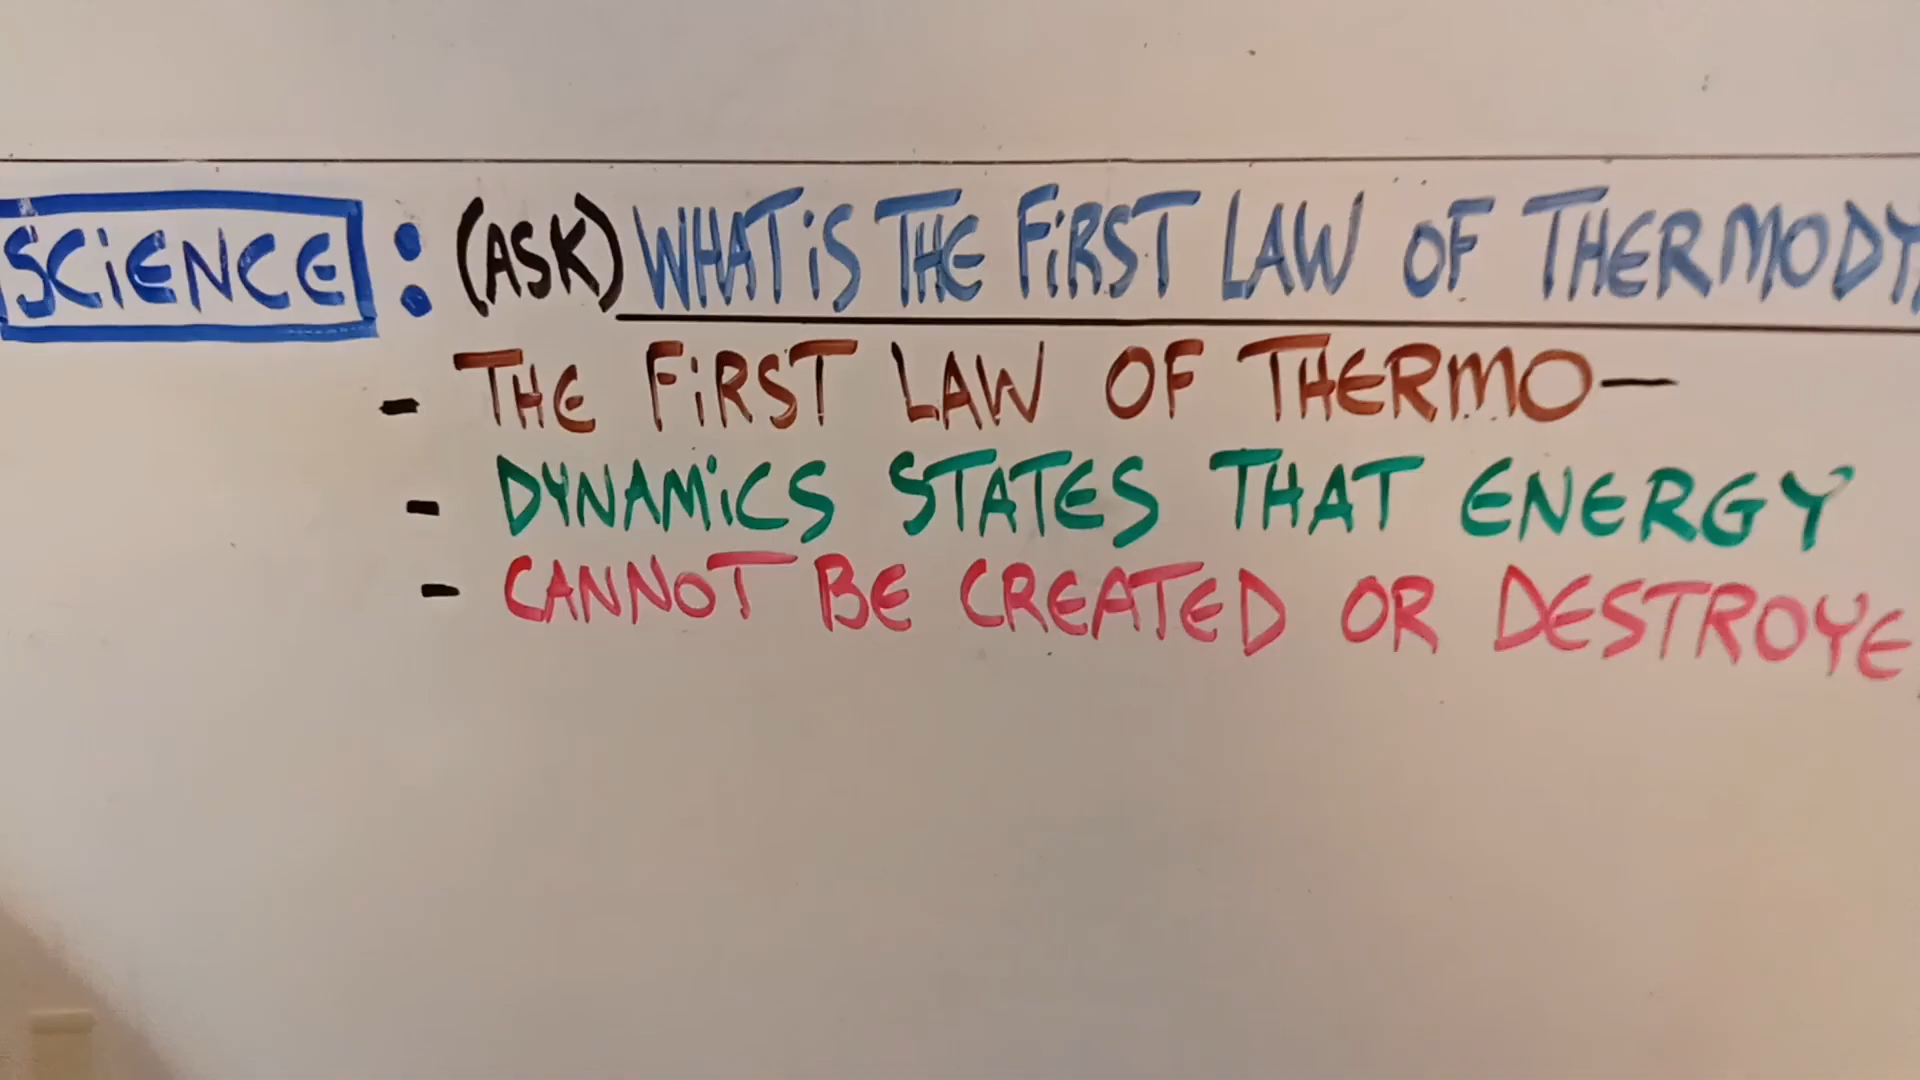 SCiENCE : (ASK) WHAT iS THE FiRST LAW OF THERMODY
- THE FiRST LAW OF THERMO—
- DYNAMiCS STATES THAT ENERGY
- CANNOT BE CREATED OR DESTROYE